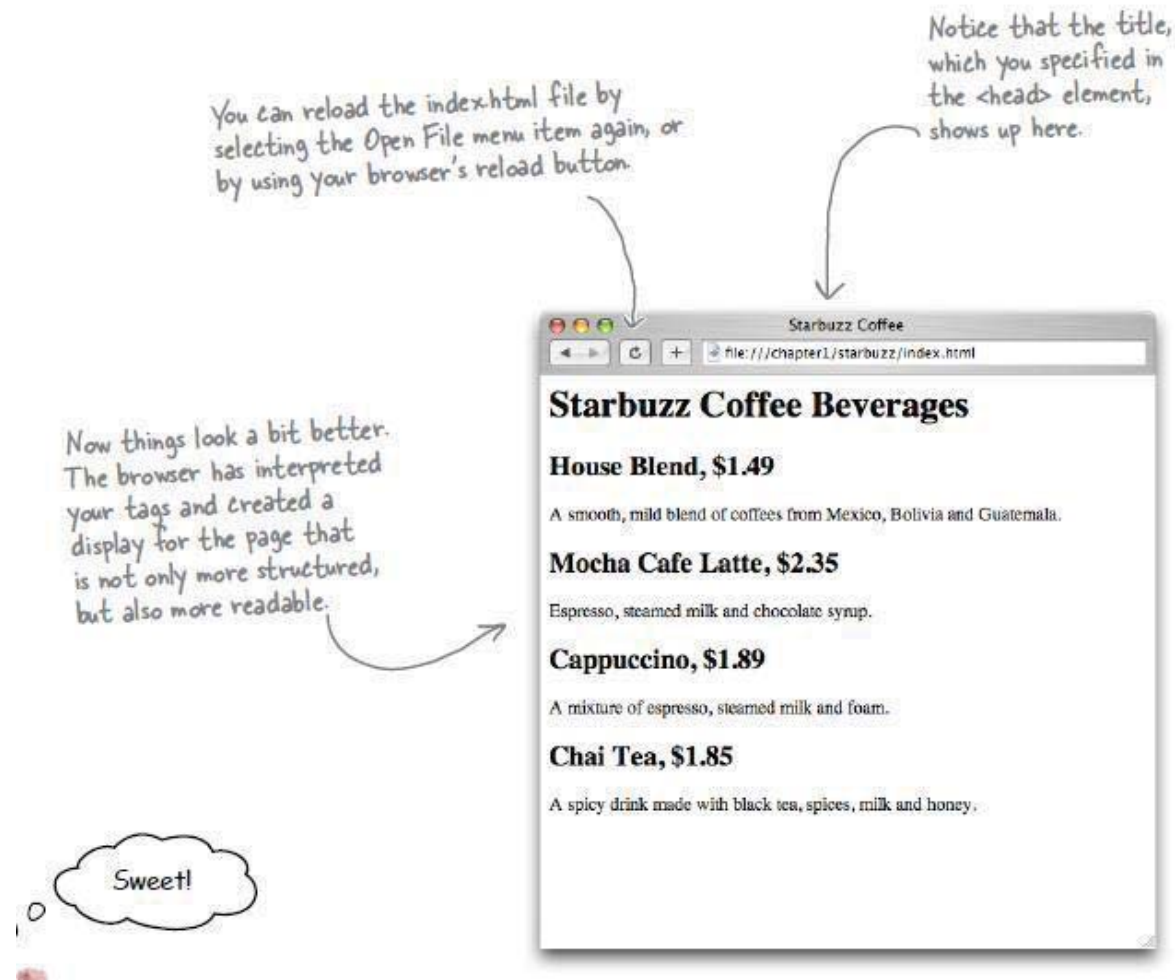 Notice that the title,
which you specified in
the <head> element,
shows up here.
You can reload the index.html file by
selecting the Open File menu item again, or
by using your browser's reload button.
Starbuzz Coffee
file:///chapter1/starbuzz/index.html
Starbuzz Coffee Beverages
House Blend, $1.49
A smooth, mild blend of coffees from Mexico, Bolivia and Guatemala.
Mocha Cafe Latte, $2.35
Espresso, steamed milk and chocolate syrup.
Cappuccino, $1.89
A mixture of espresso, steamed milk and foam.
Chai Tea, $1.85
A spicy drink made with black tea, spices, milk and honey.
Now things look a bit better.
The browser has interpreted
your tags and created a
display for the page that
is not only more structured,
but also more readable.
Sweet!